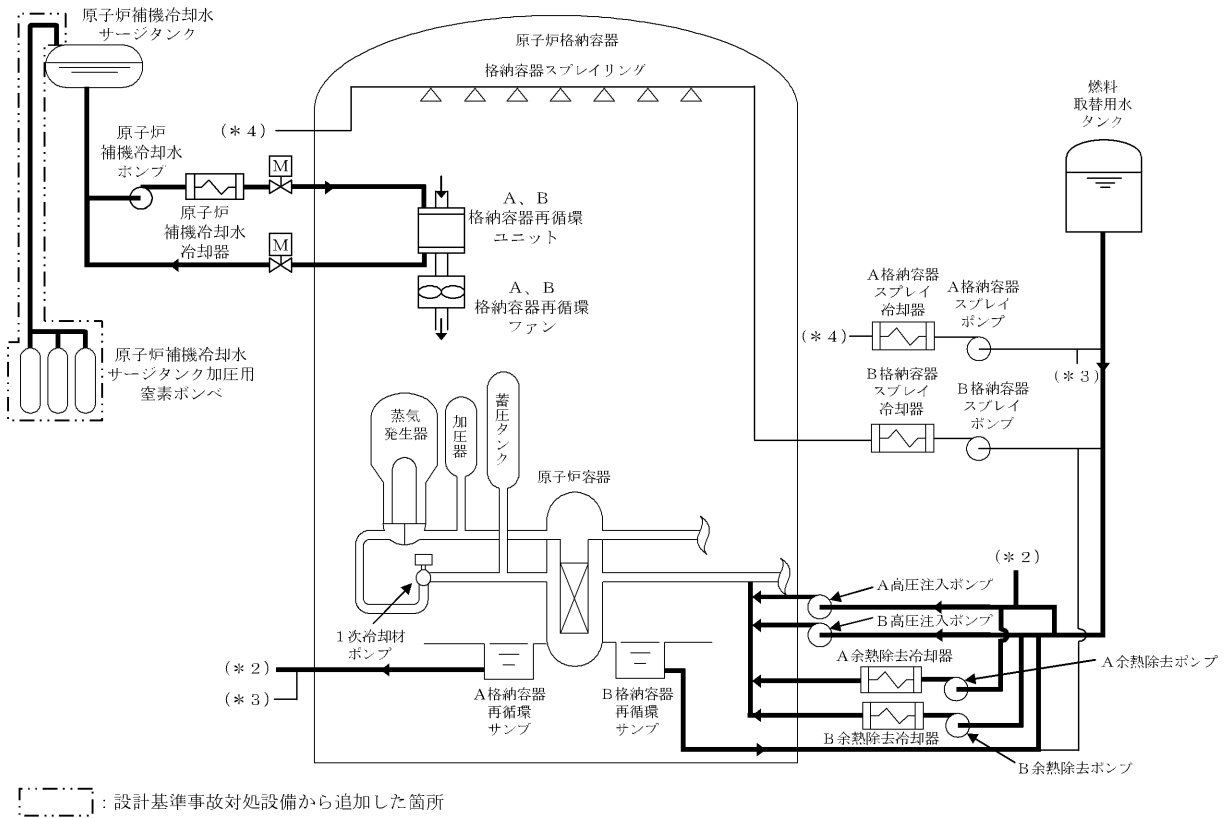 原子炉補機冷却水
サージタンク
原子炉格納容器
格納容器スプレイリング
(＊４)
原子炉
補機冷却水
ポンプ
M
原子炉
補機冷却水
冷却器
M
Ａ、Ｂ
格納容器再循環
ユニット
Ａ、Ｂ
格納容器再循環
ファン
燃料
取替用水
タンク
原子炉補機冷却水
サージタンク加圧用
窒素ボンベ
Ａ格納容器
スプレイ
冷却器
Ａ格納容器
スプレイ
ポンプ
(＊４)
(＊３)
Ｂ格納容器
スプレイ
冷却器
Ｂ格納容器
スプレイ
ポンプ
蒸気
発生器
加圧器
蓄圧タンク
原子炉容器
１次冷却材
ポンプ
(＊２)
(＊３)
Ａ格納容器
再循環
サンプ
Ｂ格納容器
再循環
サンプ
(＊２)
Ａ高圧注入ポンプ
Ｂ高圧注入ポンプ
Ａ余熱除去冷却器
Ａ余熱除去ポンプ
Ｂ余熱除去冷却器
Ｂ余熱除去ポンプ
：設計基準事故対処設備から追加した箇所